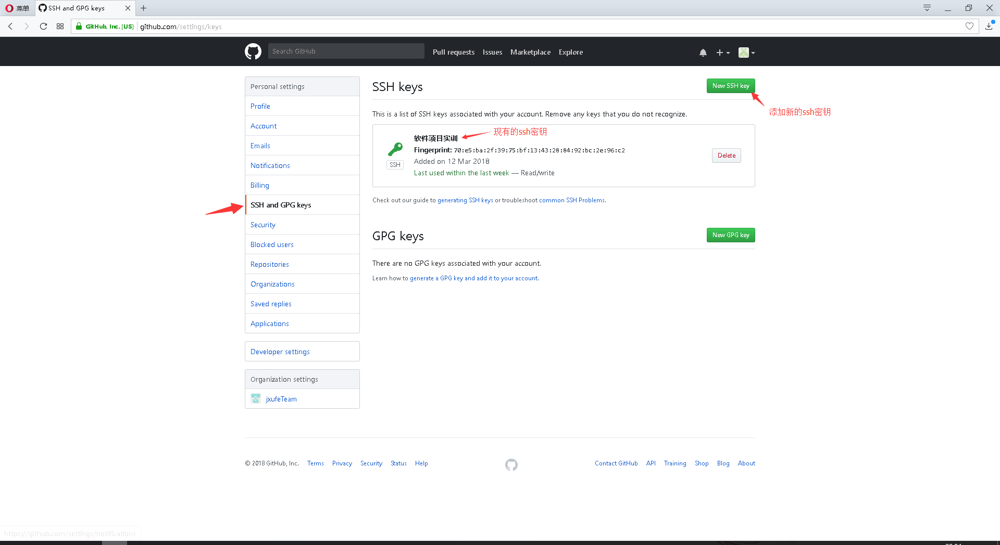 菜单
SSH and GPG keys
GitHub, Inc. [US]
github.com/settings/keys
Search GitHub
Pull requests
Issues
Marketplace
Explore
Personal settings
Profile
Account
Emails
Notifications
Billing
SSH and GPG keys
Security
Blocked users
Repositories
Organizations
Saved replies
Applications
Developer settings
Organization settings
jxufeTeam
SSH keys
New SSH key
添加新的ssh密钥
This is a list of SSH keys associated with your account. Remove any keys that you do not recognize.
现有的ssh密钥
软件项目实训
Fingerprint: 70:e5:ba:2f:39:75:bf:13:43:28:84:92:bc:2e:96:c2
SSH
Added on 12 Mar 2018
Last used within the last week — Read/write
Delete
Check out our guide to generating SSH keys or troubleshoot common SSH Problems.
GPG keys
New GPG key
There are no GPG keys associated with your account.
Learn how to generate a GPG key and add it to your account.
© 2018 GitHub, Inc.
Terms
Privacy
Security
Status
Help
Contact GitHub
API
Training
Shop
Blog
About
https://github.com/settings/notifications